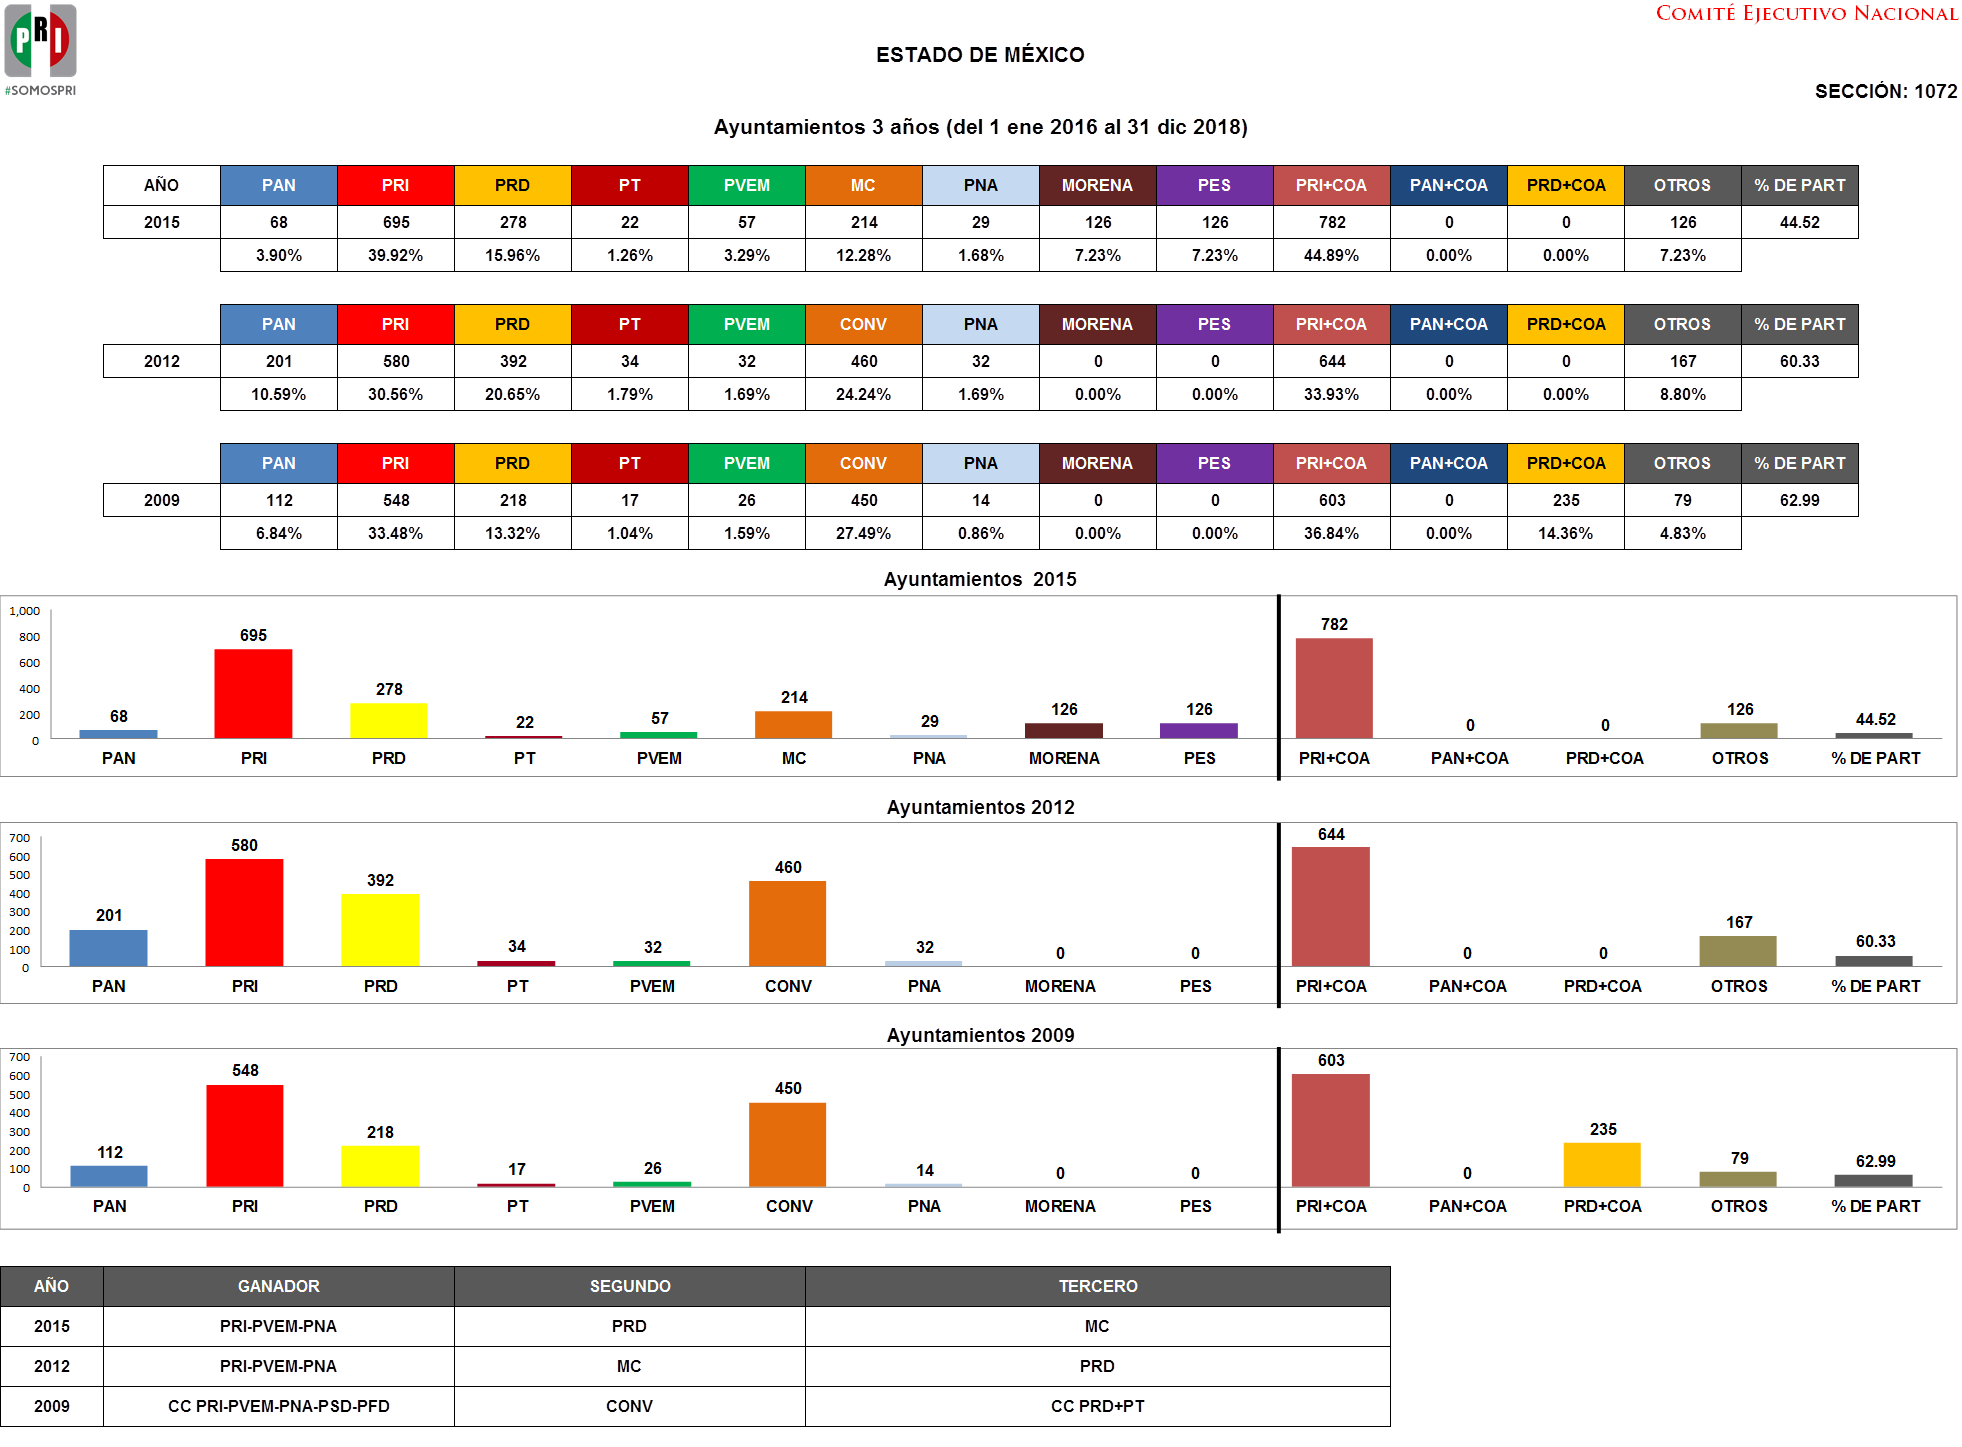 PRI
#SOMOSPRI
COMITÉ EJECUTIVO NACIONAL
ESTADO DE MÉXICO
SECCIÓN: 1072
Ayuntamientos 3 años (del 1 ene 2016 al 31 dic 2018)
AÑO PAN PRI PRD PT PVEM MC PNA MORENA PES PRI+COA PAN+COA PRD+COA OTROS % DE PART
2015 68 695 278 22 57 214 29 126 126 782 0 0 126 44.52
3.90% 39.92% 15.96% 1.26% 3.29% 12.28% 1.68% 7.23% 7.23% 44.89% 0.00% 0.00% 7.23%
PAN PRI PRD PT PVEM CONV PNA MORENA PES PRI+COA PAN+COA PRD+COA OTROS % DE PART
2012 201 580 392 34 32 460 32 0 0 644 0 0 167 60.33
10.59% 30.56% 20.65% 1.79% 1.69% 24.24% 1.69% 0.00% 0.00% 33.93% 0.00% 0.00% 8.80%
PAN PRI PRD PT PVEM CONV PNA MORENA PES PRI+COA PAN+COA PRD+COA OTROS % DE PART
2009 112 548 218 17 26 450 14 0 0 603 0 235 79 62.99
6.84% 33.48% 13.32% 1.04% 1.59% 27.49% 0.86% 0.00% 0.00% 36.84% 0.00% 14.36% 4.83%
Ayuntamientos 2015
1,000
800
600
400
200
0
68 695 278 22 57 214 29 126 126 782 0 0 126 44.52
PAN PRI PRD PT PVEM MC PNA MORENA PES PRI+COA PAN+COA PRD+COA OTROS % DE PART
Ayuntamientos 2012
700
600
500
400
300
200
100
0
201 580 392 34 32 460 32 0 0 644 0 0 167 60.33
PAN PRI PRD PT PVEM CONV PNA MORENA PES PRI+COA PAN+COA PRD+COA OTROS % DE PART
Ayuntamientos 2009
700
600
500
400
300
200
100
0
112 548 218 17 26 450 14 0 0 603 0 235 79 62.99
PAN PRI PRD PT PVEM CONV PNA MORENA PES PRI+COA PAN+COA PRD+COA OTROS % DE PART
AÑO GANADOR SEGUNDO TERCERO
2015 PRI-PVEM-PNA PRD MC
2012 PRI-PVEM-PNA MC PRD
2009 CC PRI-PVEM-PNA-PSD-PFD CONV CC PRD+PT